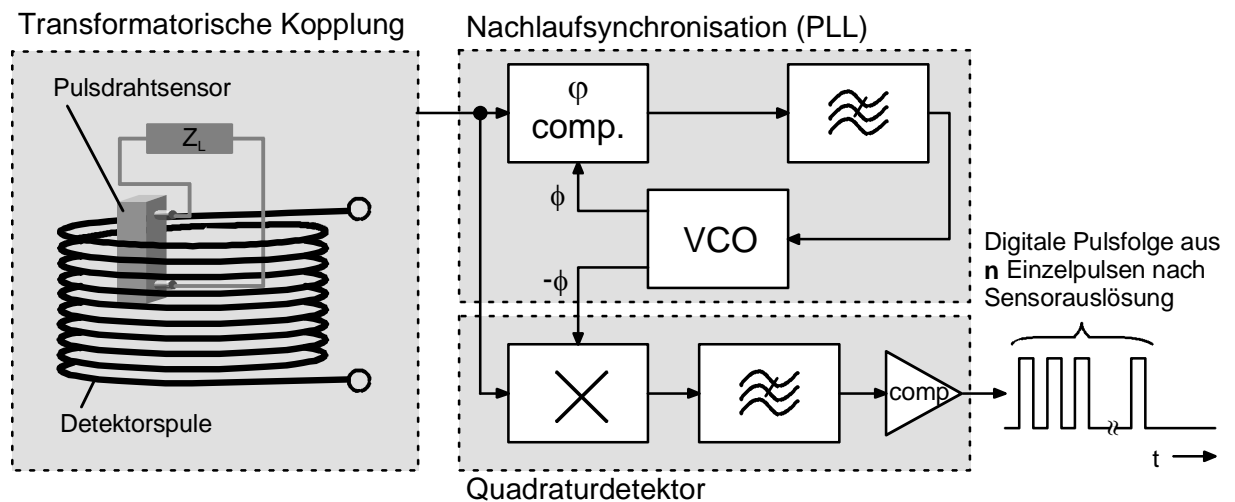 Transformatorische Kopplung
Pulsdrahtsensor
Z_L
Detektorspule
Nachlaufsynchronisation (PLL)
φ
comp.
ϕ
VCO
-ϕ
comp
Quadraturdetektor
Digitale Pulsfolge aus
n Einzelpulsen nach
Sensorauslösung
t